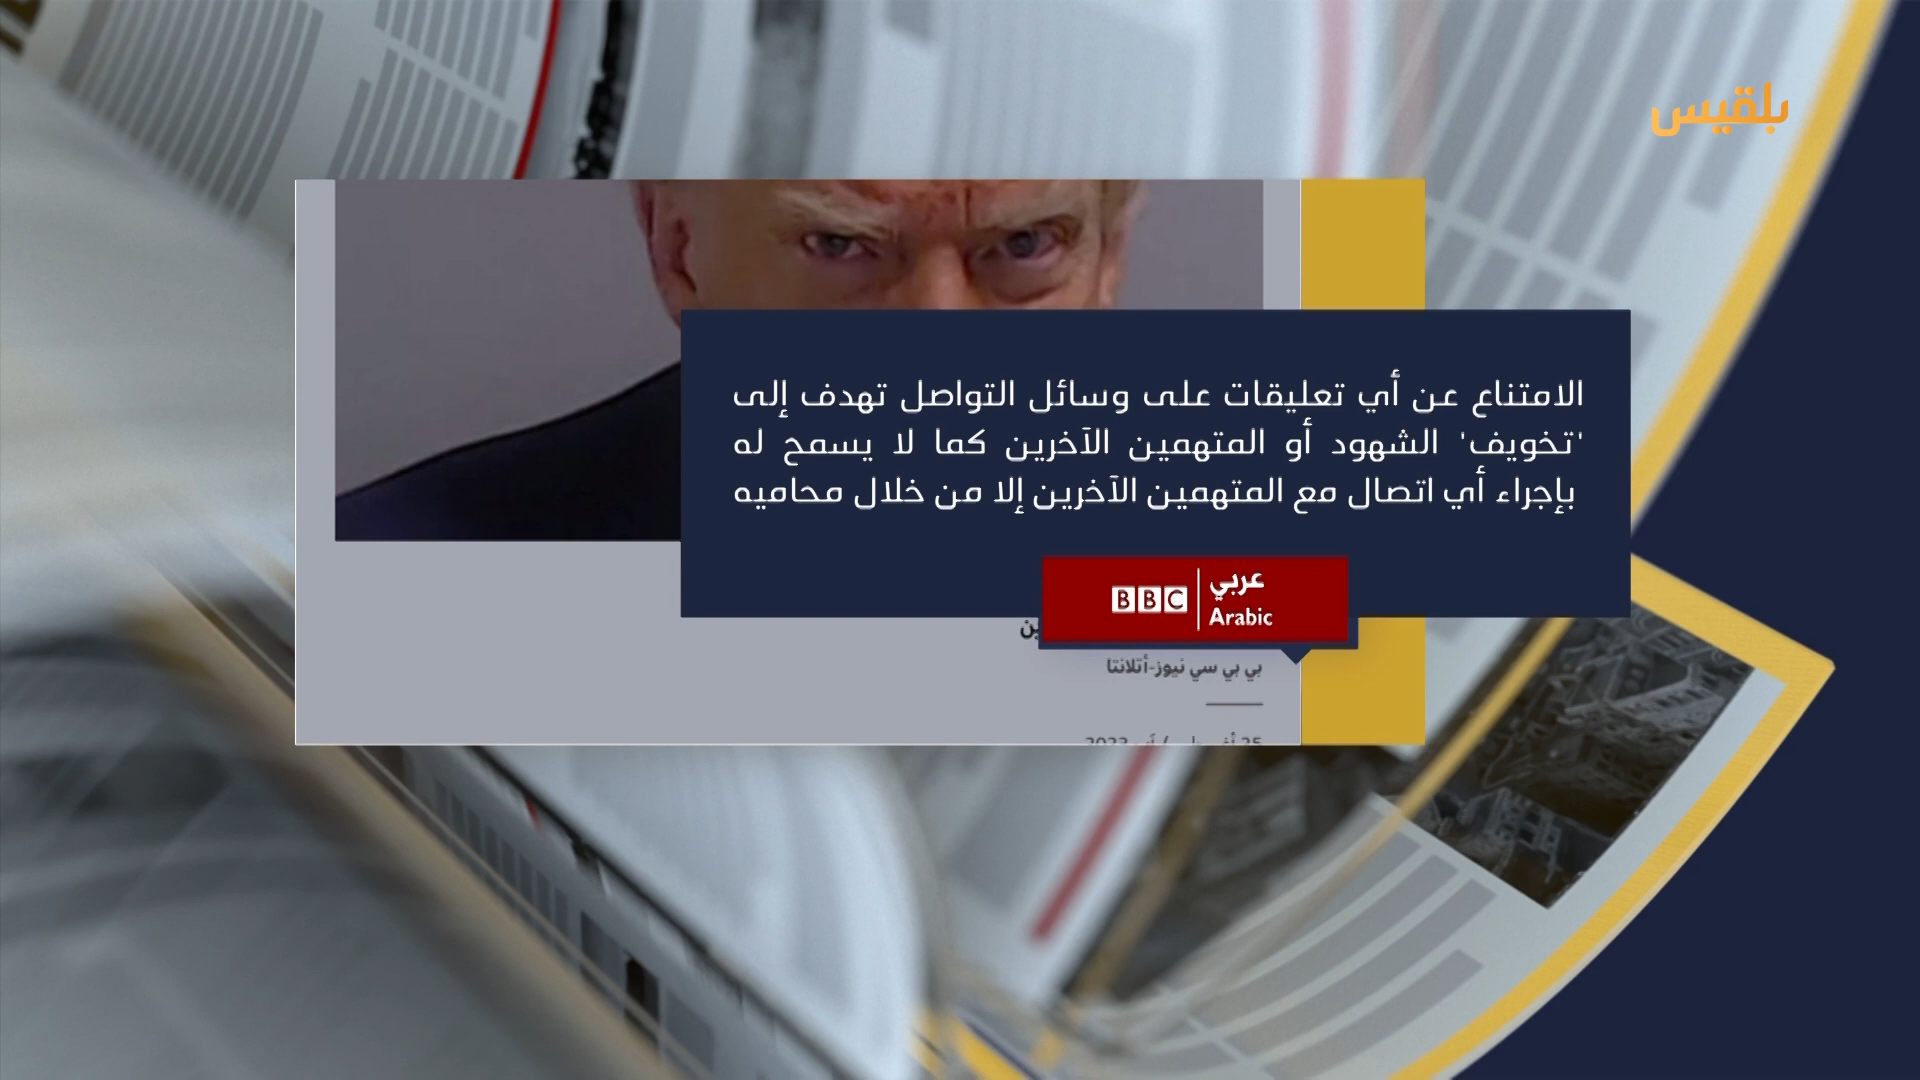 بلقيس
الامتناع عن أي تعليقات على وسائل التواصل تهدف إلى
'تخويف' الشهود أو المتهمين الآخرين كما لا يسمح له
بإجراء أي اتصال مع المتهمين الآخرين إلا من خلال محاميه
BBC عربي
Arabic
بي بي سي نيوز-أتلانتا